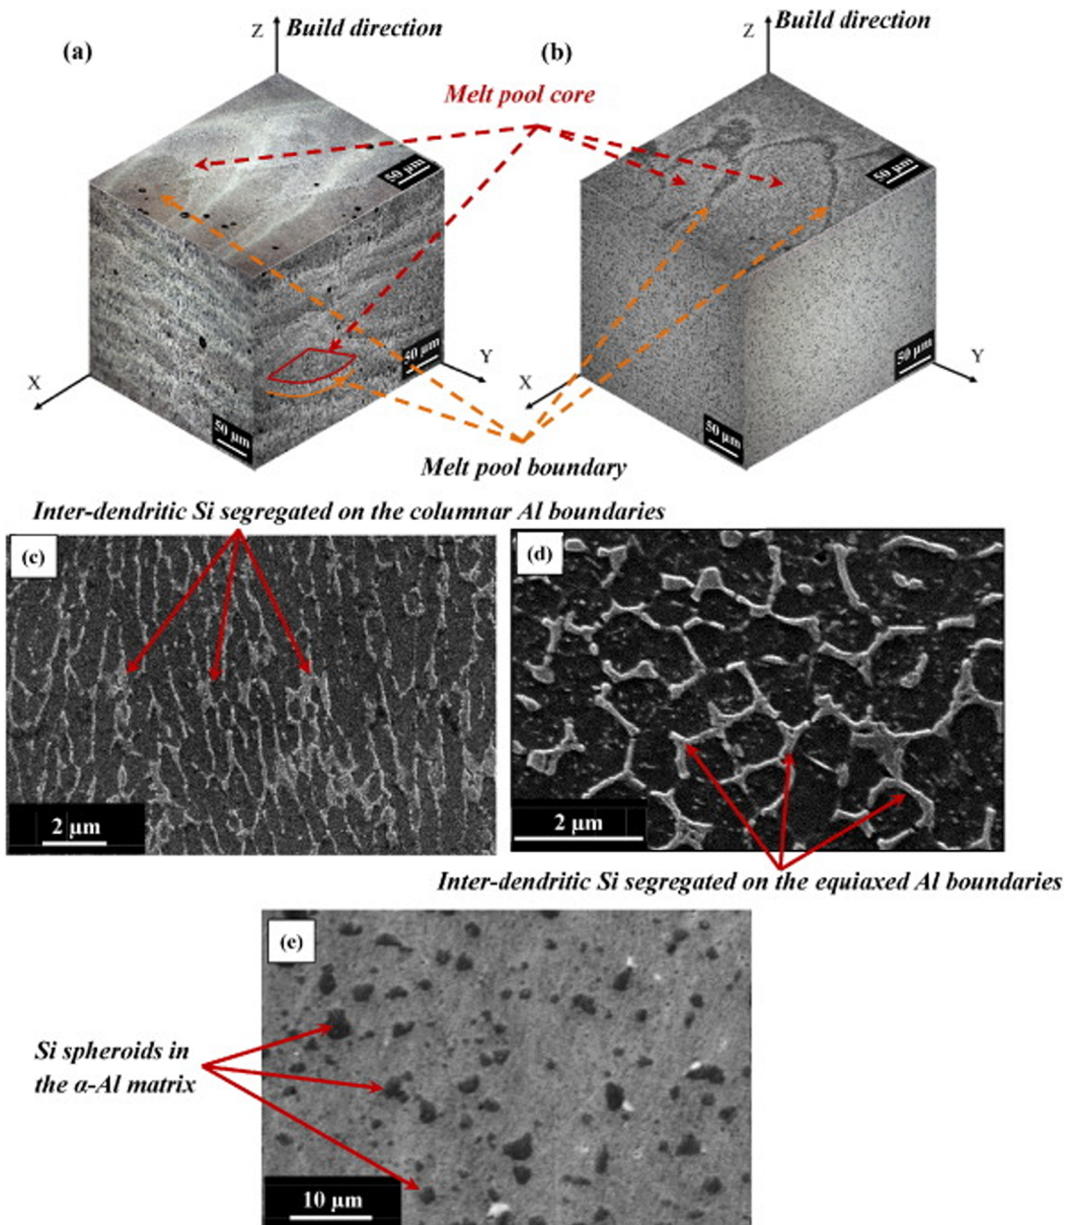 (a)
Z
Build direction
(b)
Z
Build direction
Melt pool core
50 μm
50 μm
X
50 μm
50 μm
Y
X
50 μm
50 μm
Y
Melt pool boundary
Inter-dendritic Si segregated on the columnar Al boundaries
(c)
2 μm
(d)
2 μm
Inter-dendritic Si segregated on the equiaxed Al boundaries
(e)
Si spheroids in
the α-Al matrix
10 μm